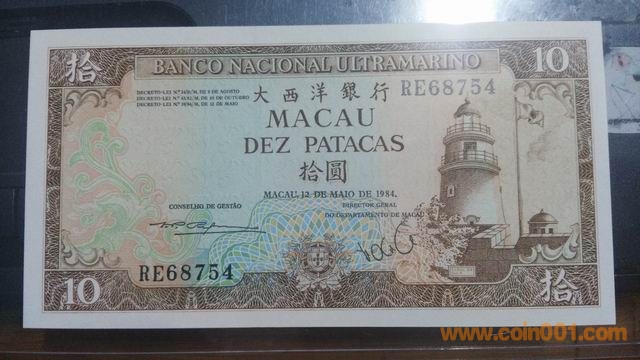 拾
10
BANCO NACIONAL ULTRAMARINO
大西洋銀行
RE68754
MACAU
DEZ PATACAS
拾圓
MACAU, 12 DE MAIO DE 1984.
CONSELHO DE GESTÃO
DIRECTOR GERAL
DO DEPARTAMENTO DE MACAU
RE68754
10
拾
www.coin001.com